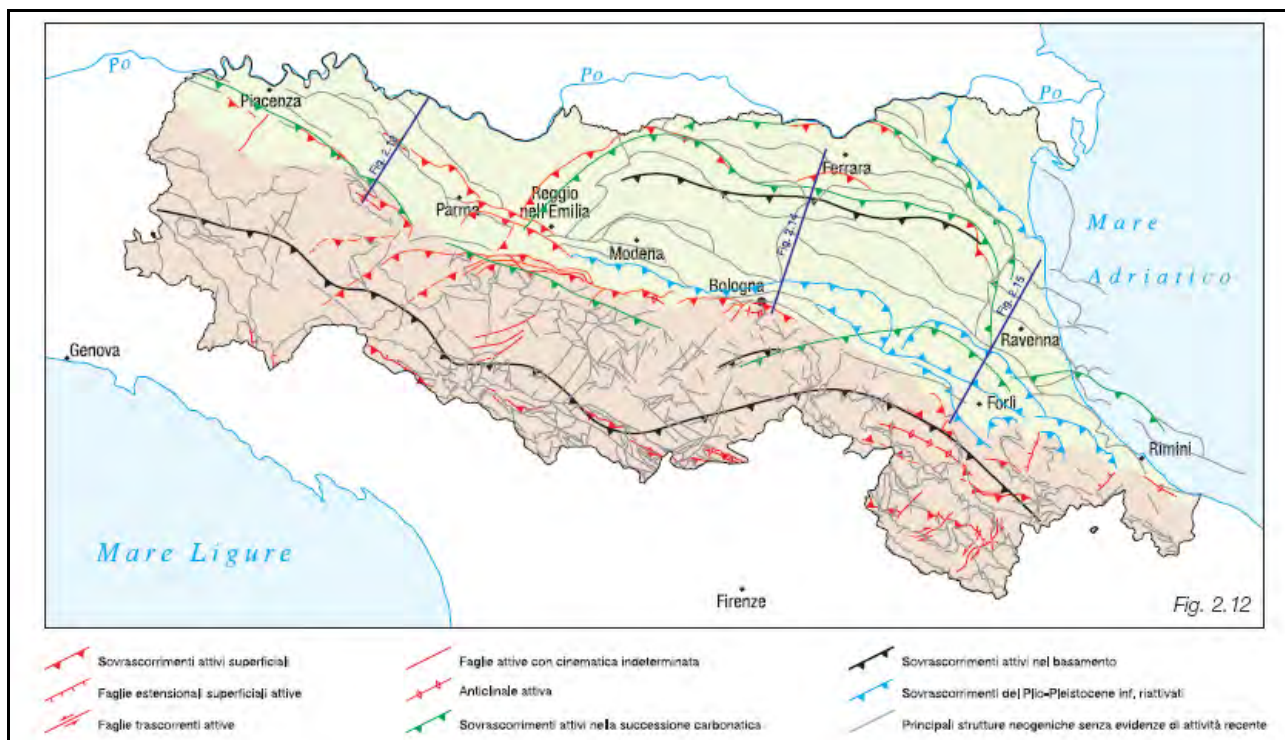 Po
Po
Po
Piacenza
Fig. 2.13
Ferrara
Parma
Reggio
nell'Emilia
Fig. 2.14
Modena
Mare
Adriatico
Bologna
Fig. 2.15
Ravenna
Genova
Forlì
Rimini
Mare Ligure
Firenze
Fig. 2.12
Sovrascorrimenti attivi superficiali
Faglie estensionali superficiali attive
Faglie trascorrenti attive
Faglie attive con cinematica indeterminata
Anticlinale attiva
Sovrascorrimenti attivi nella successione carbonatica
Sovrascorrimenti attivi nel basamento
Sovrascorrimenti del Plio-Pleistocene inf. riattivati
Principali strutture neogeniche senza evidenze di attività recente